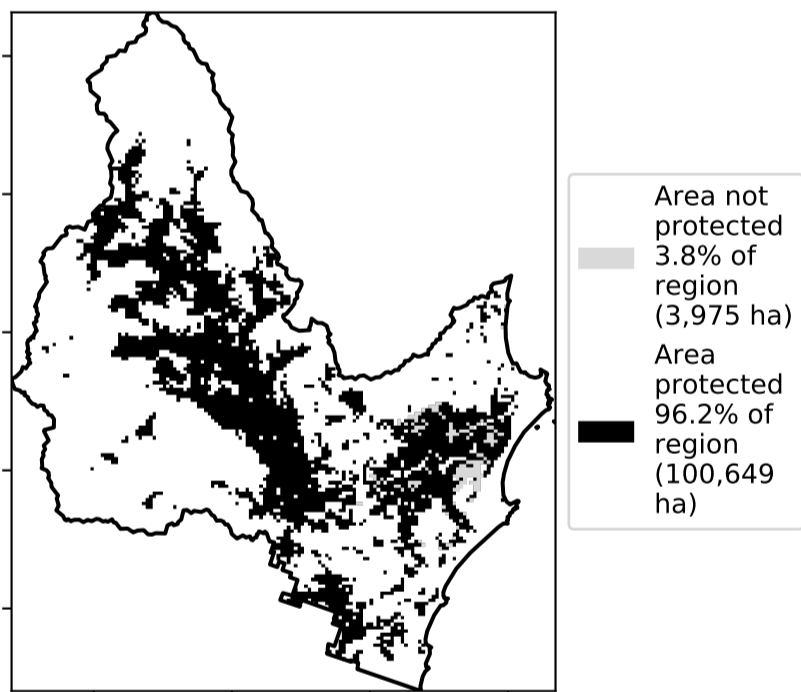 Area not
protected
3.8% of
region
(3,975 ha)
Area
protected
96.2% of
region
(100,649
ha)